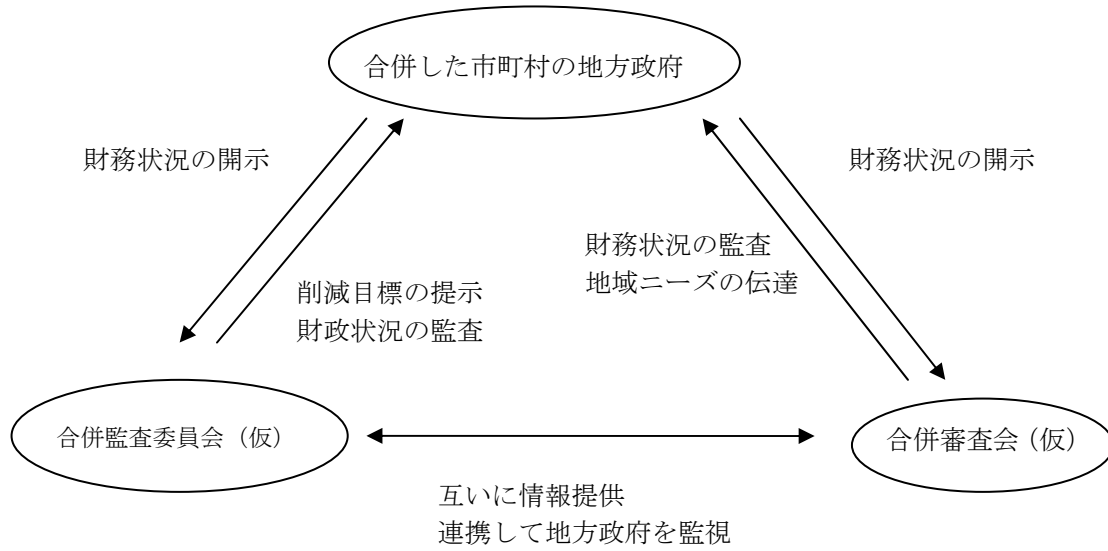 合併した市町村の地方政府
財務状況の開示
財務状況の開示
財務状況の監査
地域ニーズの伝達
削減目標の提示
財政状況の監査
合併監査委員会（仮）
合併審査会（仮）
互いに情報提供
連携して地方政府を監視